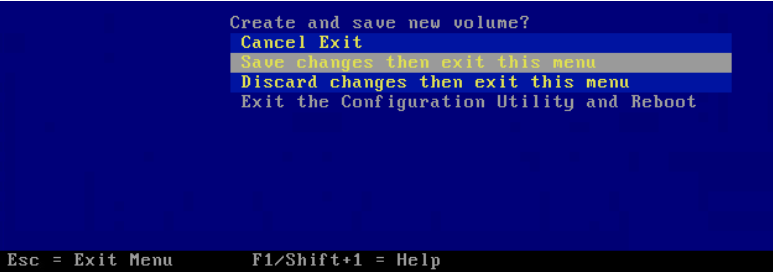 Create and save new volume?
Cancel Exit
Save changes then exit this menu
Discard changes then exit this menu
Exit the Configuration Utility and Reboot
Esc = Exit Menu F1/Shift+1 = Help